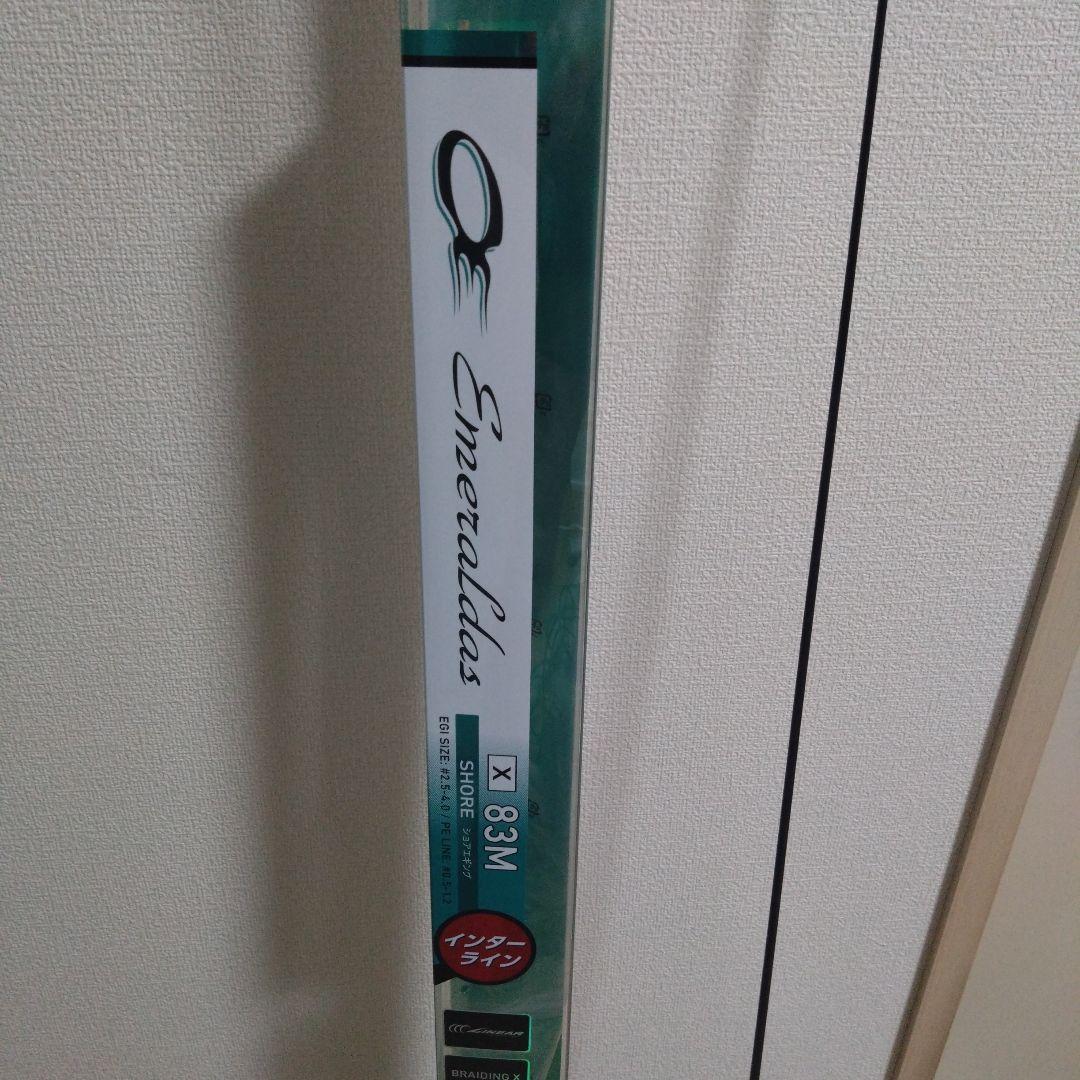 Emeraldas
X 83M
SHORE ショアエギング
EGI SIZE: #2.5-4.0 / PE LINE: #0.5-1.2
インター
ライン
LINEAR
BRAIDING X